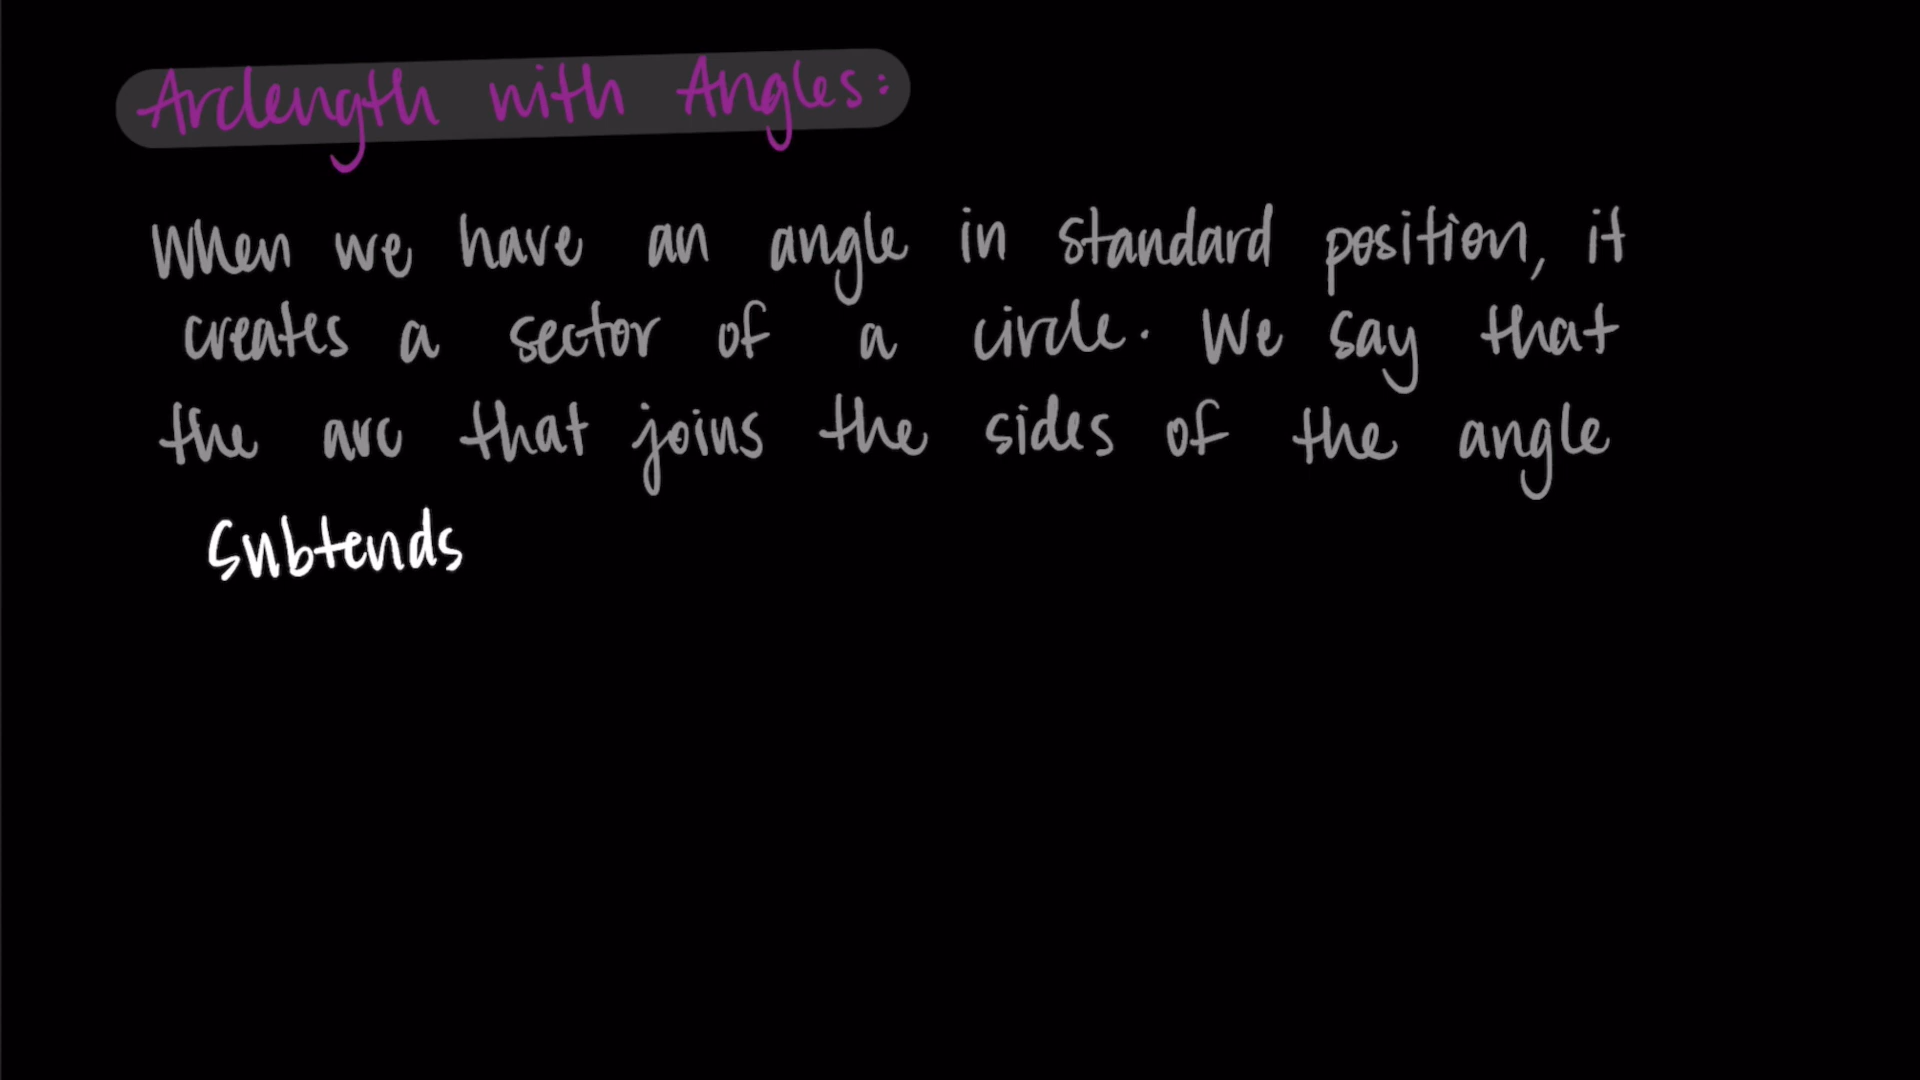 Arclength with Angles:
When we have an angle in standard position, it
creates a sector of a circle. We say that
the arc that joins the sides of the angle
subtends